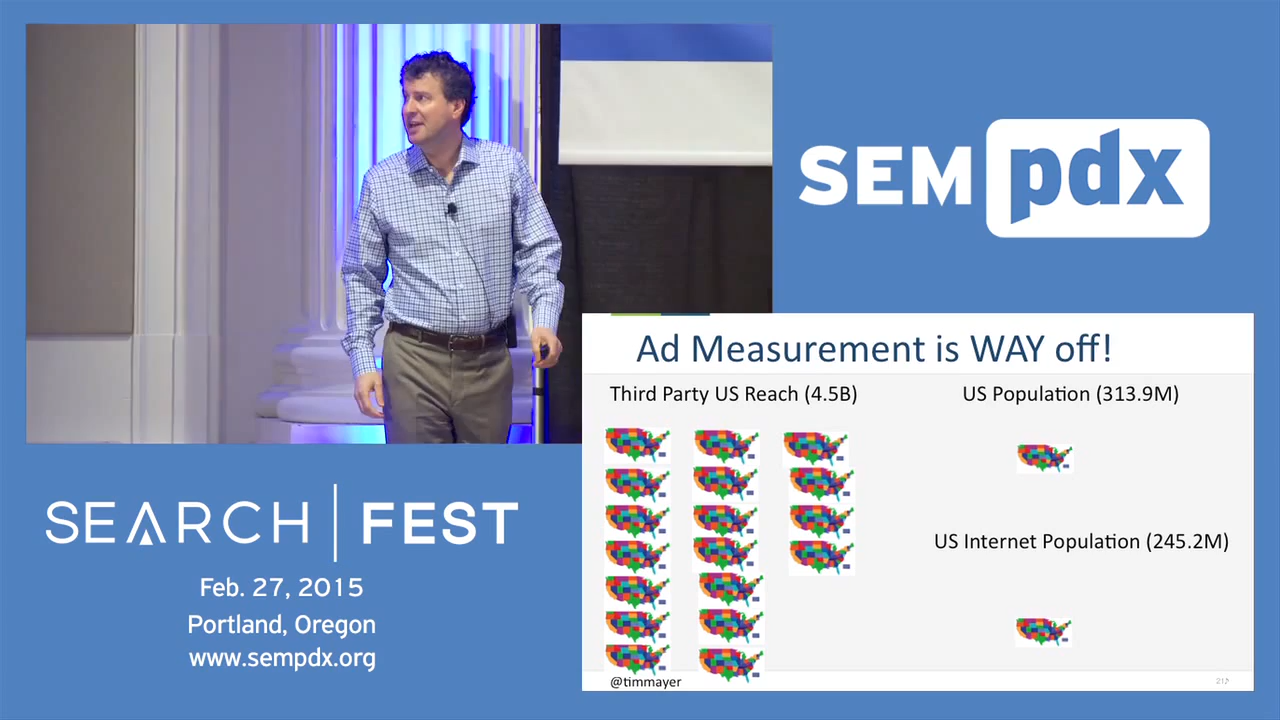 SEM pdx
Ad Measurement is WAY off!
Third Party US Reach (4.5B)
US Population (313.9M)
US Internet Population (245.2M)
@timmayer
SEARCH FEST
Feb. 27, 2015
Portland, Oregon
www.sempdx.org